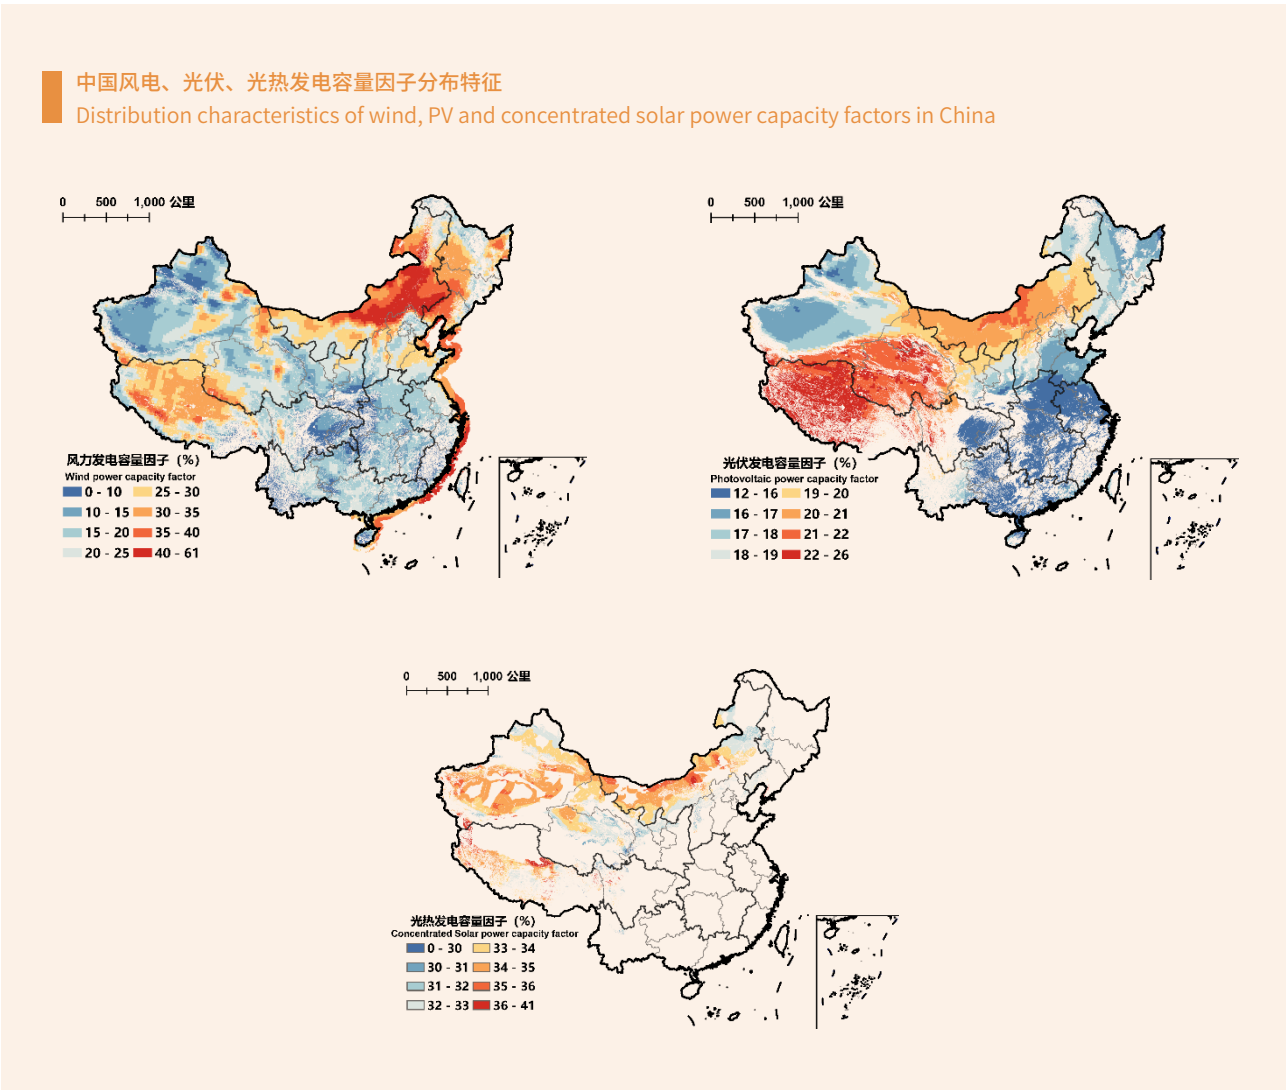 中国风电、光伏、光热发电容量因子分布特征
Distribution characteristics of wind, PV and concentrated solar power capacity factors in China
0 500 1,000 公里
风力发电容量因子（%）
Wind power capacity factor
0 - 10 25 - 30
10 - 15 30 - 35
15 - 20 35 - 40
20 - 25 40 - 61
0 500 1,000 公里
光伏发电容量因子（%）
Photovoltaic power capacity factor
12 - 16 19 - 20
16 - 17 20 - 21
17 - 18 21 - 22
18 - 19 22 - 26
0 500 1,000 公里
光热发电容量因子（%）
Concentrated Solar power capacity factor
0 - 30 33 - 34
30 - 31 34 - 35
31 - 32 35 - 36
32 - 33 36 - 41